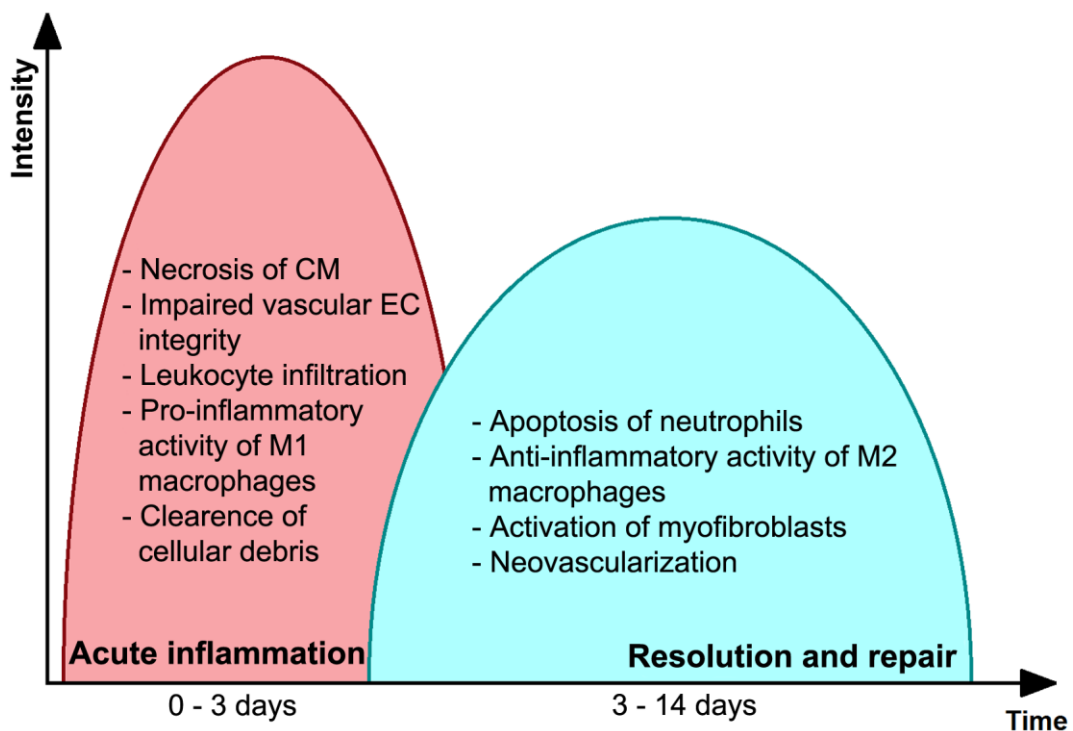 Intensity
- Necrosis of CM
- Impaired vascular EC
integrity
- Leukocyte infiltration
- Pro-inflammatory
activity of M1
macrophages
- Clearence of
cellular debris
Acute inflammation
- Apoptosis of neutrophils
- Anti-inflammatory activity of M2
macrophages
- Activation of myofibroblasts
- Neovascularization
Resolution and repair
0 - 3 days
3 - 14 days
Time